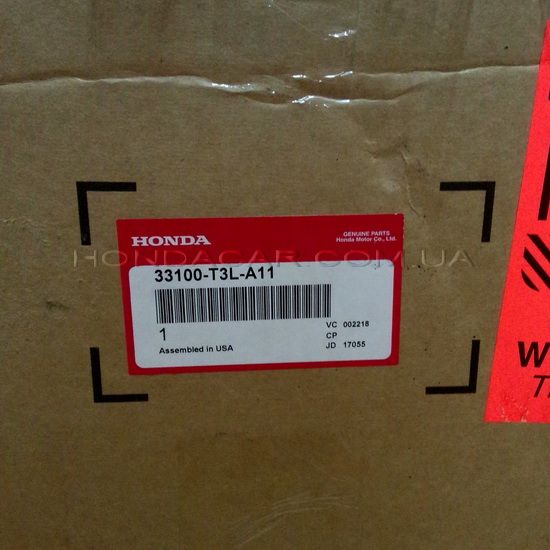 HONDA
GENUINE PARTS
Honda Motor Co., Ltd.
HONDACAR.COM.UA
33100-T3L-A11
1
VC 002218
CP
Assembled in USA
JD 17055
W
T